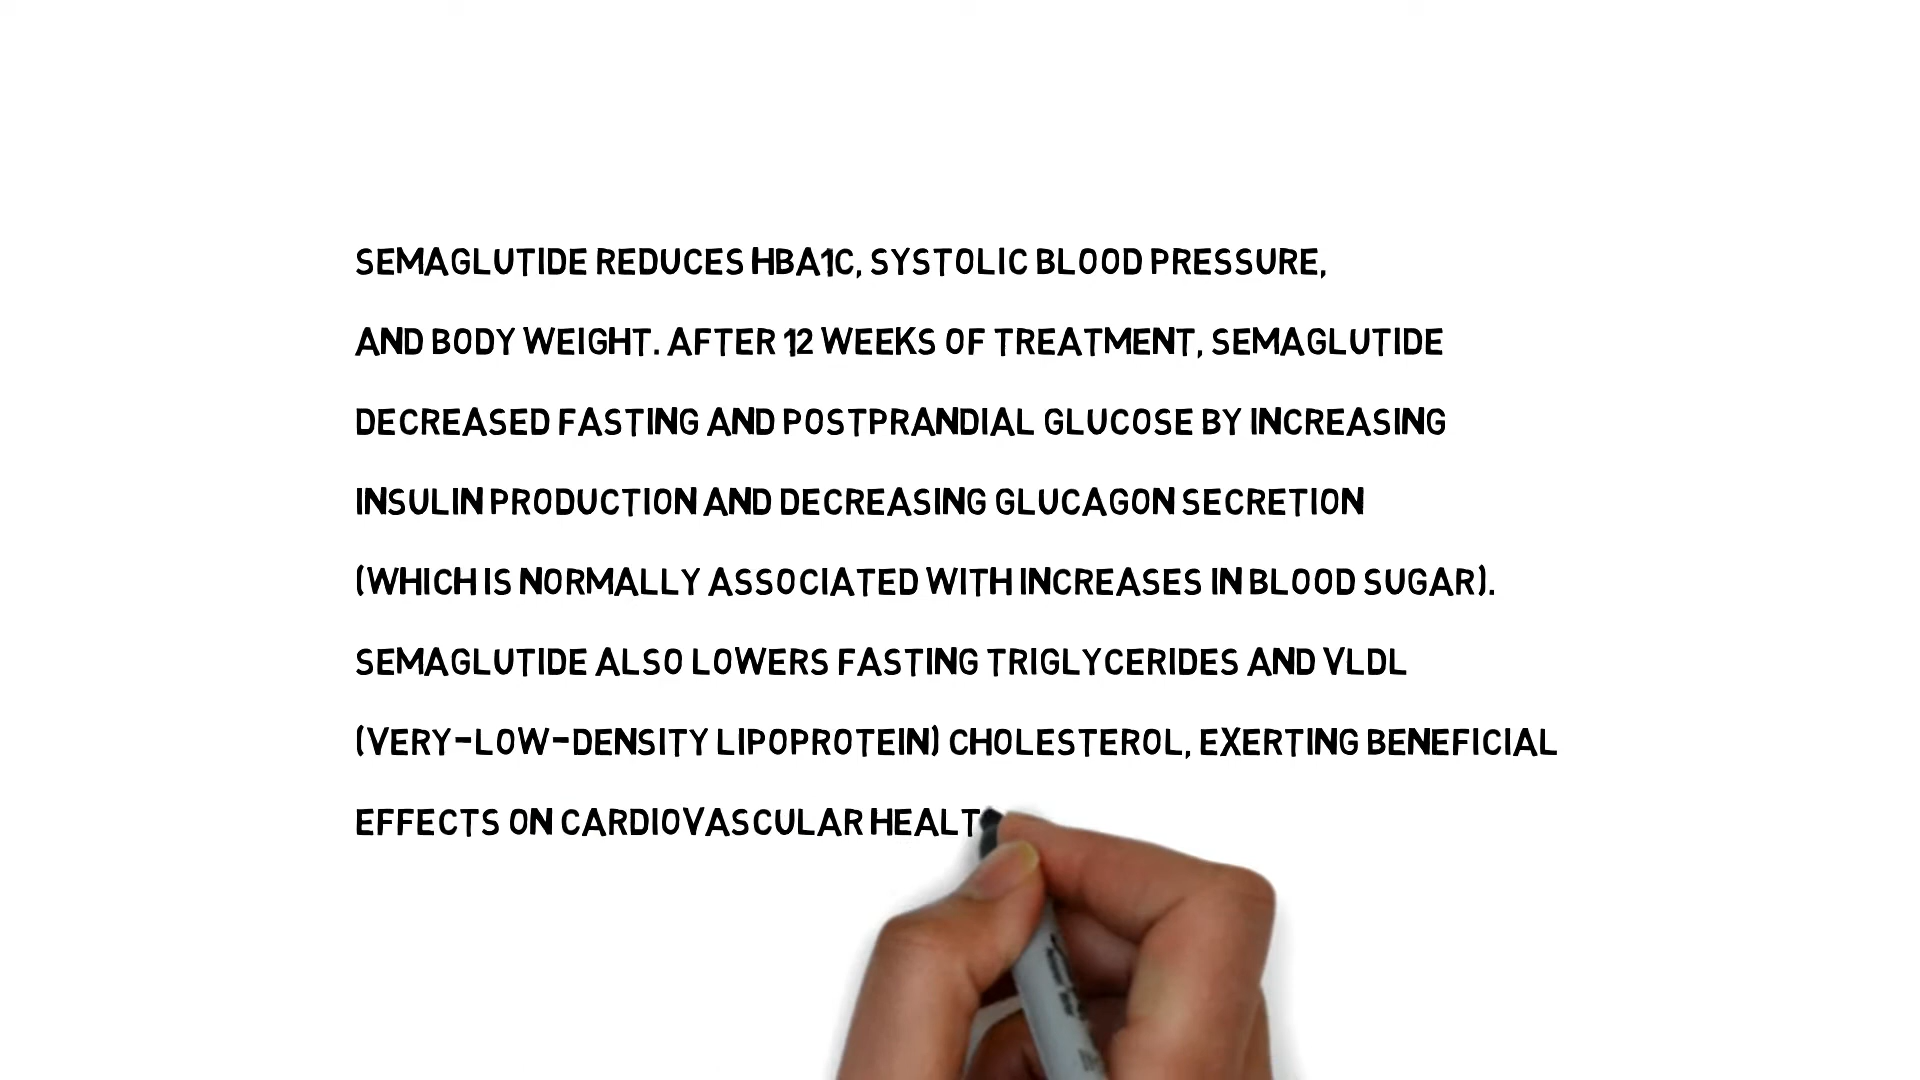 SEMAGLUTIDE REDUCES HBA1C, SYSTOLIC BLOOD PRESSURE,
AND BODY WEIGHT. AFTER 12 WEEKS OF TREATMENT, SEMAGLUTIDE
DECREASED FASTING AND POSTPRANDIAL GLUCOSE BY INCREASING
INSULIN PRODUCTION AND DECREASING GLUCAGON SECRETION
(WHICH IS NORMALLY ASSOCIATED WITH INCREASES IN BLOOD SUGAR).
SEMAGLUTIDE ALSO LOWERS FASTING TRIGLYCERIDES AND VLDL
(VERY-LOW-DENSITY LIPOPROTEIN) CHOLESTEROL, EXERTING BENEFICIAL
EFFECTS ON CARDIOVASCULAR HEALT